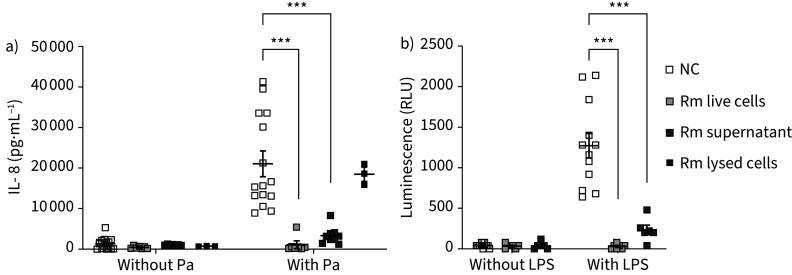 a)
IL- 8 (pg·mL⁻¹)
50 000
40 000
30 000
20 000
10 000
0
Without Pa
With Pa
***
***
b)
Luminescence (RLU)
2500
2000
1500
1000
500
0
Without LPS
With LPS
***
***
NC
Rm live cells
Rm supernatant
Rm lysed cells